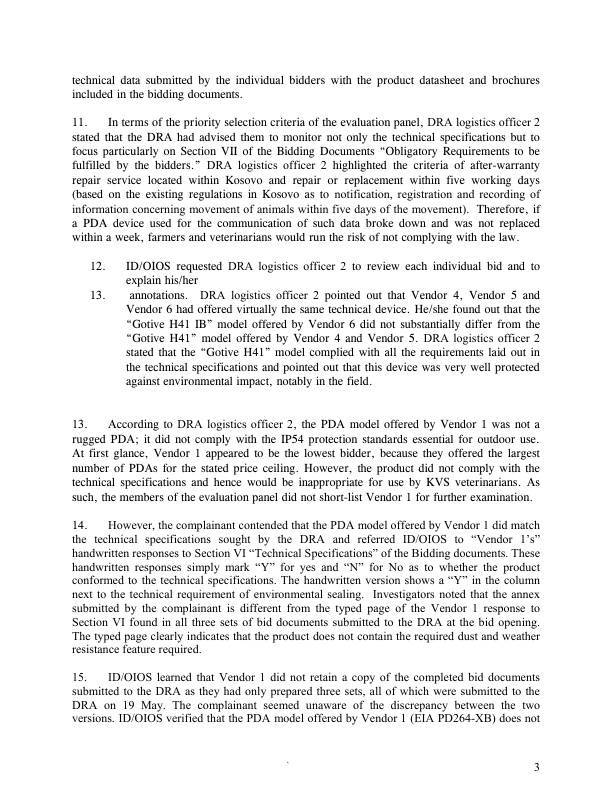 technical data submitted by the individual bidders with the product datasheet and brochures
included in the bidding documents.
11. In terms of the priority selection criteria of the evaluation panel, DRA logistics officer 2
stated that the DRA had advised them to monitor not only the technical specifications but to
focus particularly on Section VII of the Bidding Documents “Obligatory Requirements to be
fulfilled by the bidders.” DRA logistics officer 2 highlighted the criteria of after-warranty
repair service located within Kosovo and repair or replacement within five working days
(based on the existing regulations in Kosovo as to notification, registration and recording of
information concerning movement of animals within five days of the movement). Therefore, if
a PDA device used for the communication of such data broke down and was not replaced
within a week, farmers and veterinarians would run the risk of not complying with the law.
12. ID/OIOS requested DRA logistics officer 2 to review each individual bid and to
explain his/her
13. annotations. DRA logistics officer 2 pointed out that Vendor 4, Vendor 5 and
Vendor 6 had offered virtually the same technical device. He/she found out that the
“Gotive H41 IB” model offered by Vendor 6 did not substantially differ from the
“Gotive H41” model offered by Vendor 4 and Vendor 5. DRA logistics officer 2
stated that the “Gotive H41” model complied with all the requirements laid out in
the technical specifications and pointed out that this device was very well protected
against environmental impact, notably in the field.
13. According to DRA logistics officer 2, the PDA model offered by Vendor 1 was not a
rugged PDA; it did not comply with the IP54 protection standards essential for outdoor use.
At first glance, Vendor 1 appeared to be the lowest bidder, because they offered the largest
number of PDAs for the stated price ceiling. However, the product did not comply with the
technical specifications and hence would be inappropriate for use by KVS veterinarians. As
such, the members of the evaluation panel did not short-list Vendor 1 for further examination.
14. However, the complainant contended that the PDA model offered by Vendor 1 did match
the technical specifications sought by the DRA and referred ID/OIOS to “Vendor 1’s”
handwritten responses to Section VI “Technical Specifications” of the Bidding documents. These
handwritten responses simply mark “Y” for yes and “N” for No as to whether the product
conformed to the technical specifications. The handwritten version shows a “Y” in the column
next to the technical requirement of environmental sealing. Investigators noted that the annex
submitted by the complainant is different from the typed page of the Vendor 1 response to
Section VI found in all three sets of bid documents submitted to the DRA at the bid opening.
The typed page clearly indicates that the product does not contain the required dust and weather
resistance feature required.
15. ID/OIOS learned that Vendor 1 did not retain a copy of the completed bid documents
submitted to the DRA as they had only prepared three sets, all of which were submitted to the
DRA on 19 May. The complainant seemed unaware of the discrepancy between the two
versions. ID/OIOS verified that the PDA model offered by Vendor 1 (EIA PD264-XB) does not
3